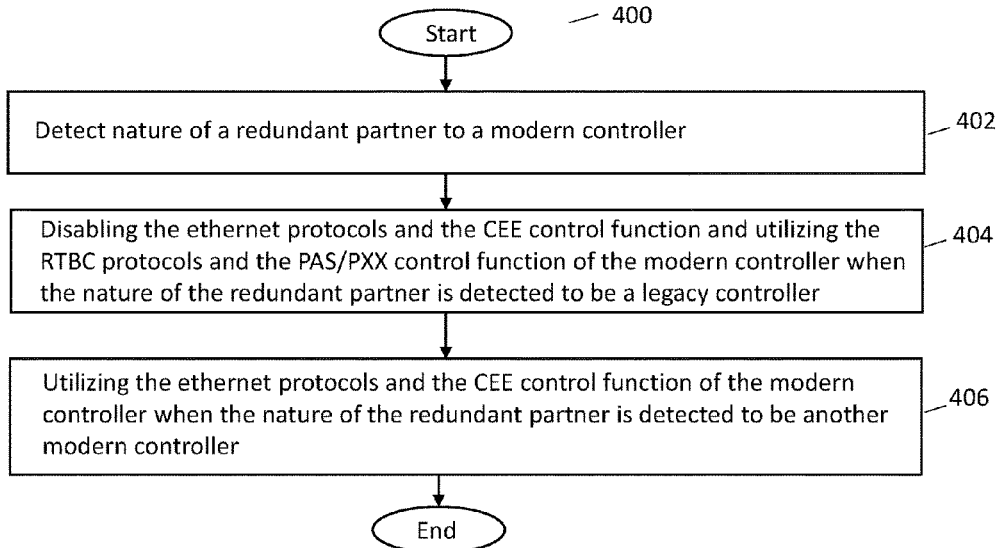 400
Start
Detect nature of a redundant partner to a modern controller
402
Disabling the ethernet protocols and the CEE control function and utilizing the
RTBC protocols and the PAS/PXX control function of the modern controller when
the nature of the redundant partner is detected to be a legacy controller
404
Utilizing the ethernet protocols and the CEE control function of the modern
controller when the nature of the redundant partner is detected to be another
modern controller
406
End